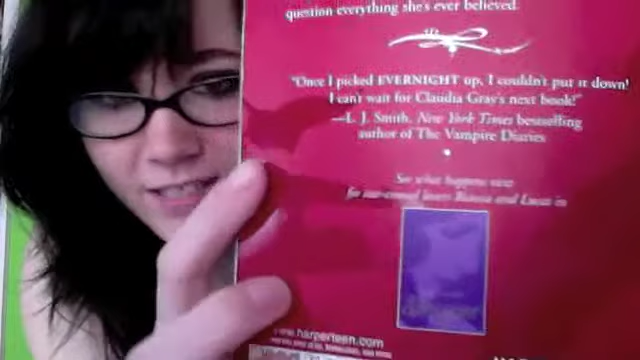 question everything she's ever believed.
"Once I picked EVERNIGHT up, I couldn't put it down!
I can't wait for Claudia Gray's next book!"
—L. J. Smith, New York Times bestselling
author of The Vampire Diaries
See what happens next
for star-crossed lovers Bianca and Lucas in
www.harperteen.com